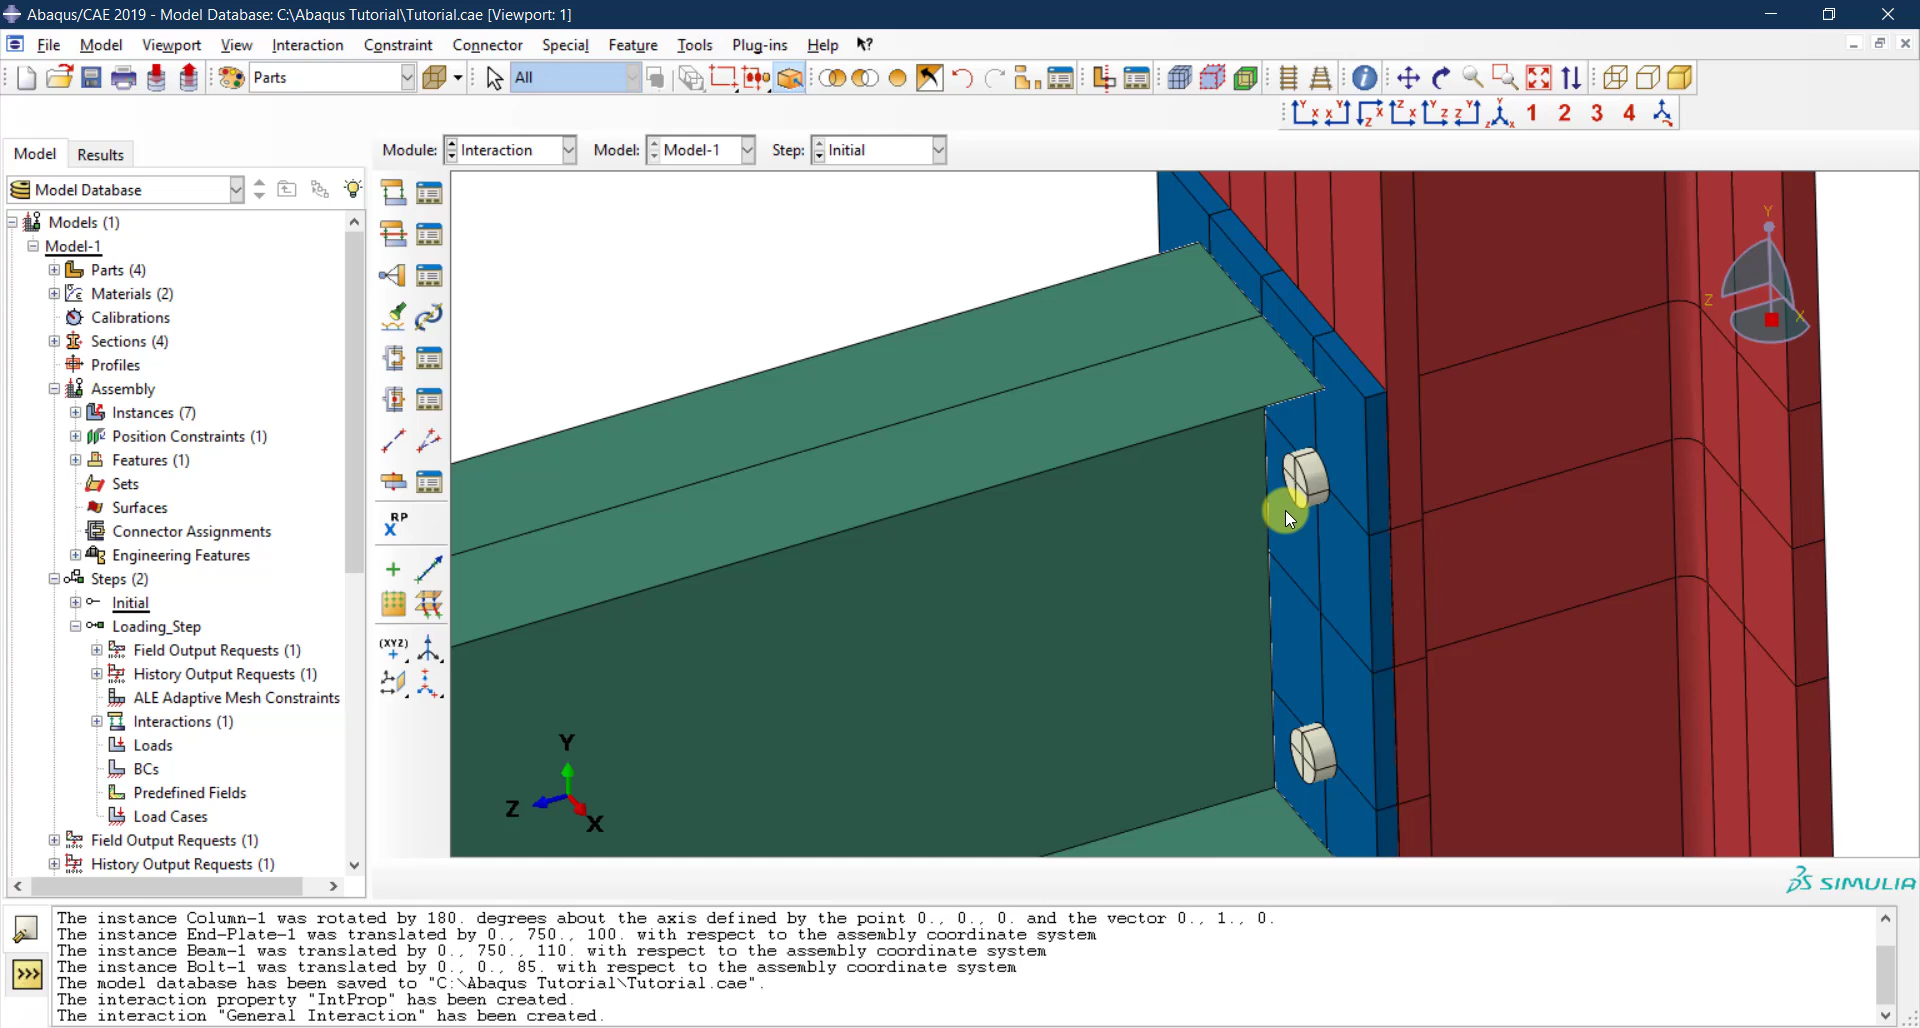 Abaqus/CAE 2019 - Model Database: C:\Abaqus Tutorial\Tutorial.cae [Viewport: 1]
File Model Viewport View Interaction Constraint Connector Special Feature Tools Plug-ins Help
Parts All
1 2 3 4
Model Results
Module: Interaction Model: Model-1 Step: Initial
Model Database
Models (1)
Model-1
Parts (4)
Materials (2)
Calibrations
Sections (4)
Profiles
Assembly
Instances (7)
Position Constraints (1)
Features (1)
Sets
Surfaces
Connector Assignments
Engineering Features
Steps (2)
Initial
Loading_Step
Field Output Requests (1)
History Output Requests (1)
ALE Adaptive Mesh Constraints
Interactions (1)
Loads
BCs
Predefined Fields
Load Cases
Field Output Requests (1)
History Output Requests (1)
RP
X
(XYZ)
Y
Z
X
Y
Z
X
SIMULIA
The instance Column-1 was rotated by 180. degrees about the axis defined by the point 0., 0., 0. and the vector 0., 1., 0.
The instance End-Plate-1 was translated by 0., 750., 100. with respect to the assembly coordinate system
The instance Beam-1 was translated by 0., 750., 110. with respect to the assembly coordinate system
The instance Bolt-1 was translated by 0., 0., 85. with respect to the assembly coordinate system
The model database has been saved to "C:\Abaqus Tutorial\Tutorial.cae".
The interaction property "IntProp" has been created.
The interaction "General Interaction" has been created.